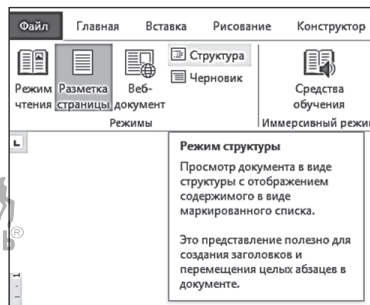 Файл Главная Вставка Рисование Конструктор
Режим чтения
Разметка страницы
Веб-документ
Структура
Черновик
Средства обучения
Режимы
Иммерсивный режи
Режим структуры
Просмотр документа в виде
структуры с отображением
содержимого в виде
маркированного списка.
Это представление полезно для
создания заголовков и
перемещения целых абзацев в
документе.